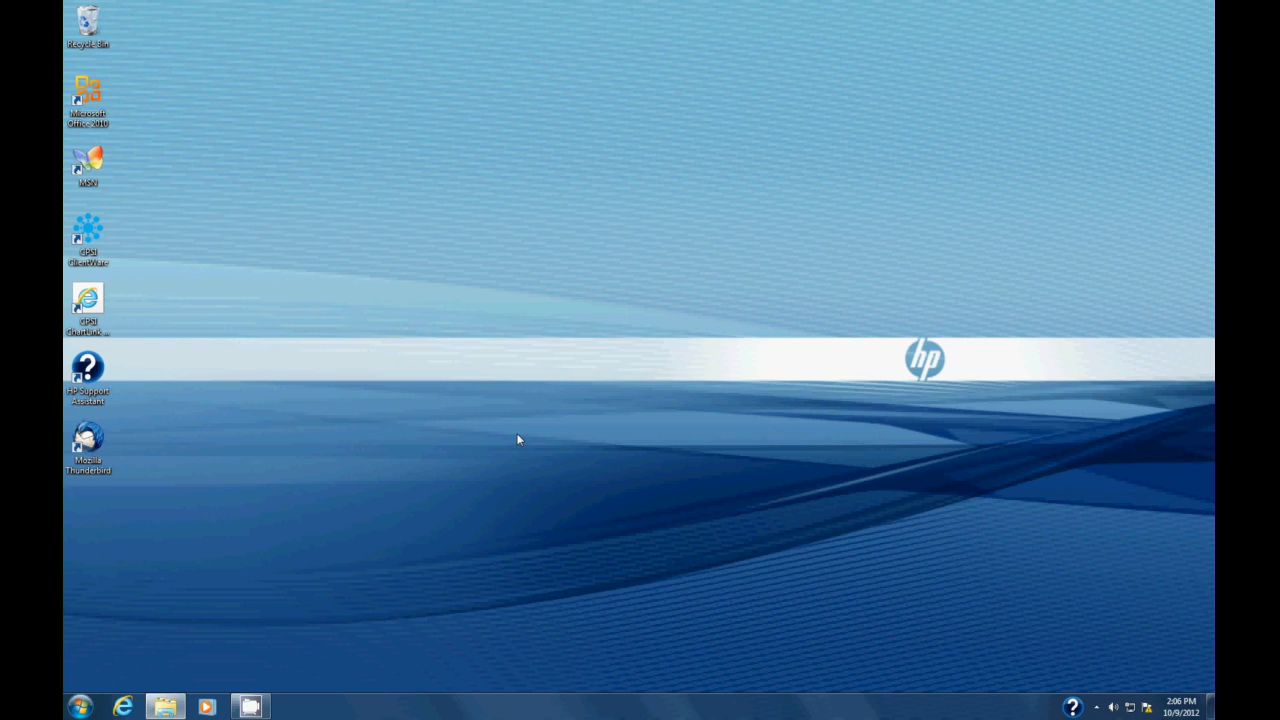 Recycle Bin
Microsoft
Office 2010
MSN
CPSI
ClientWare
CPSI
ChartLink ...
HP Support
Assistant
Mozilla
Thunderbird
hp
2:06 PM
10/9/2012